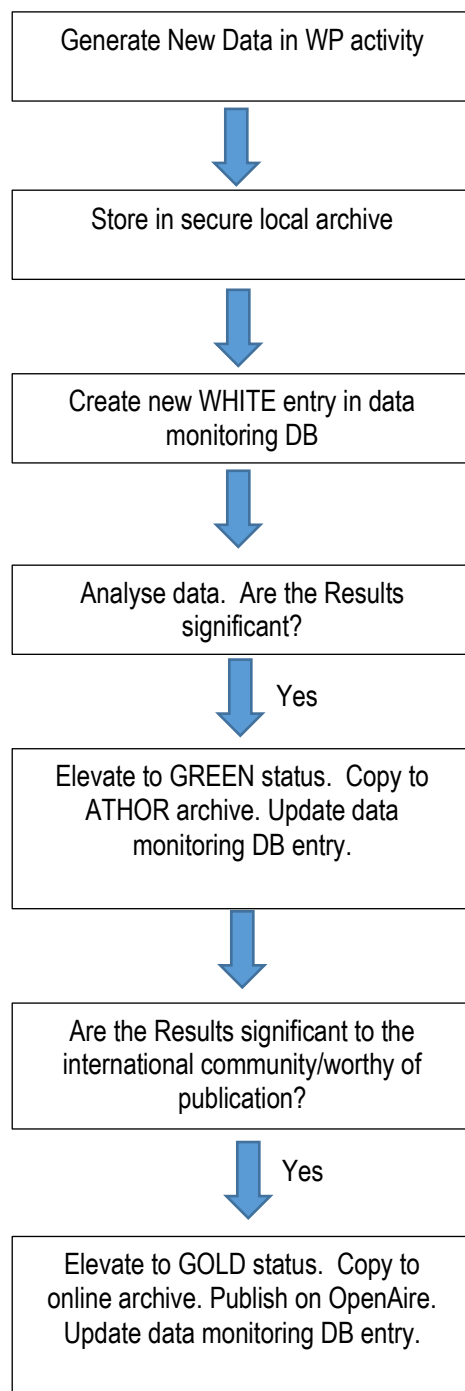 Generate New Data in WP activity
Store in secure local archive
Create new WHITE entry in data
monitoring DB
Analyse data.  Are the Results
significant?
Yes
Elevate to GREEN status.  Copy to
ATHOR archive. Update data
monitoring DB entry.
Are the Results significant to the
international community/worthy of
publication?
Yes
Elevate to GOLD status.  Copy to
online archive. Publish on OpenAire.
Update data monitoring DB entry.